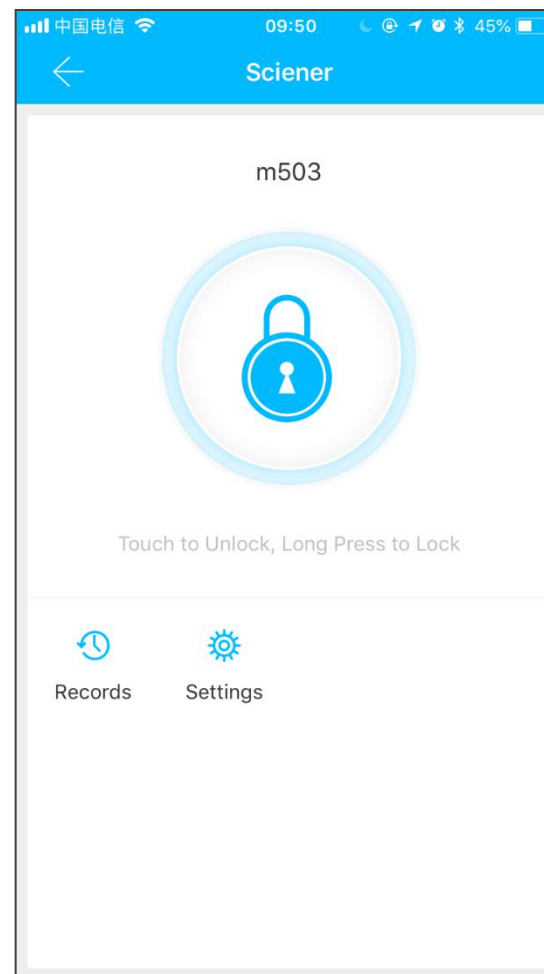 中国电信 09:50 45%
Sciener
m503
Touch to Unlock, Long Press to Lock
Records Settings